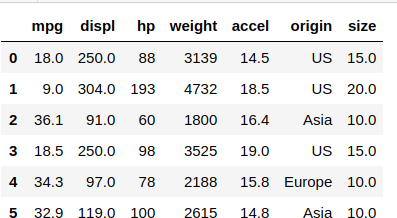 mpg displ hp weight accel origin size
0 18.0 250.0 88 3139 14.5 US 15.0
1 9.0 304.0 193 4732 18.5 US 20.0
2 36.1 91.0 60 1800 16.4 Asia 10.0
3 18.5 250.0 98 3525 19.0 US 15.0
4 34.3 97.0 78 2188 15.8 Europe 10.0
5 32.9 119.0 100 2615 14.8 Asia 10.0